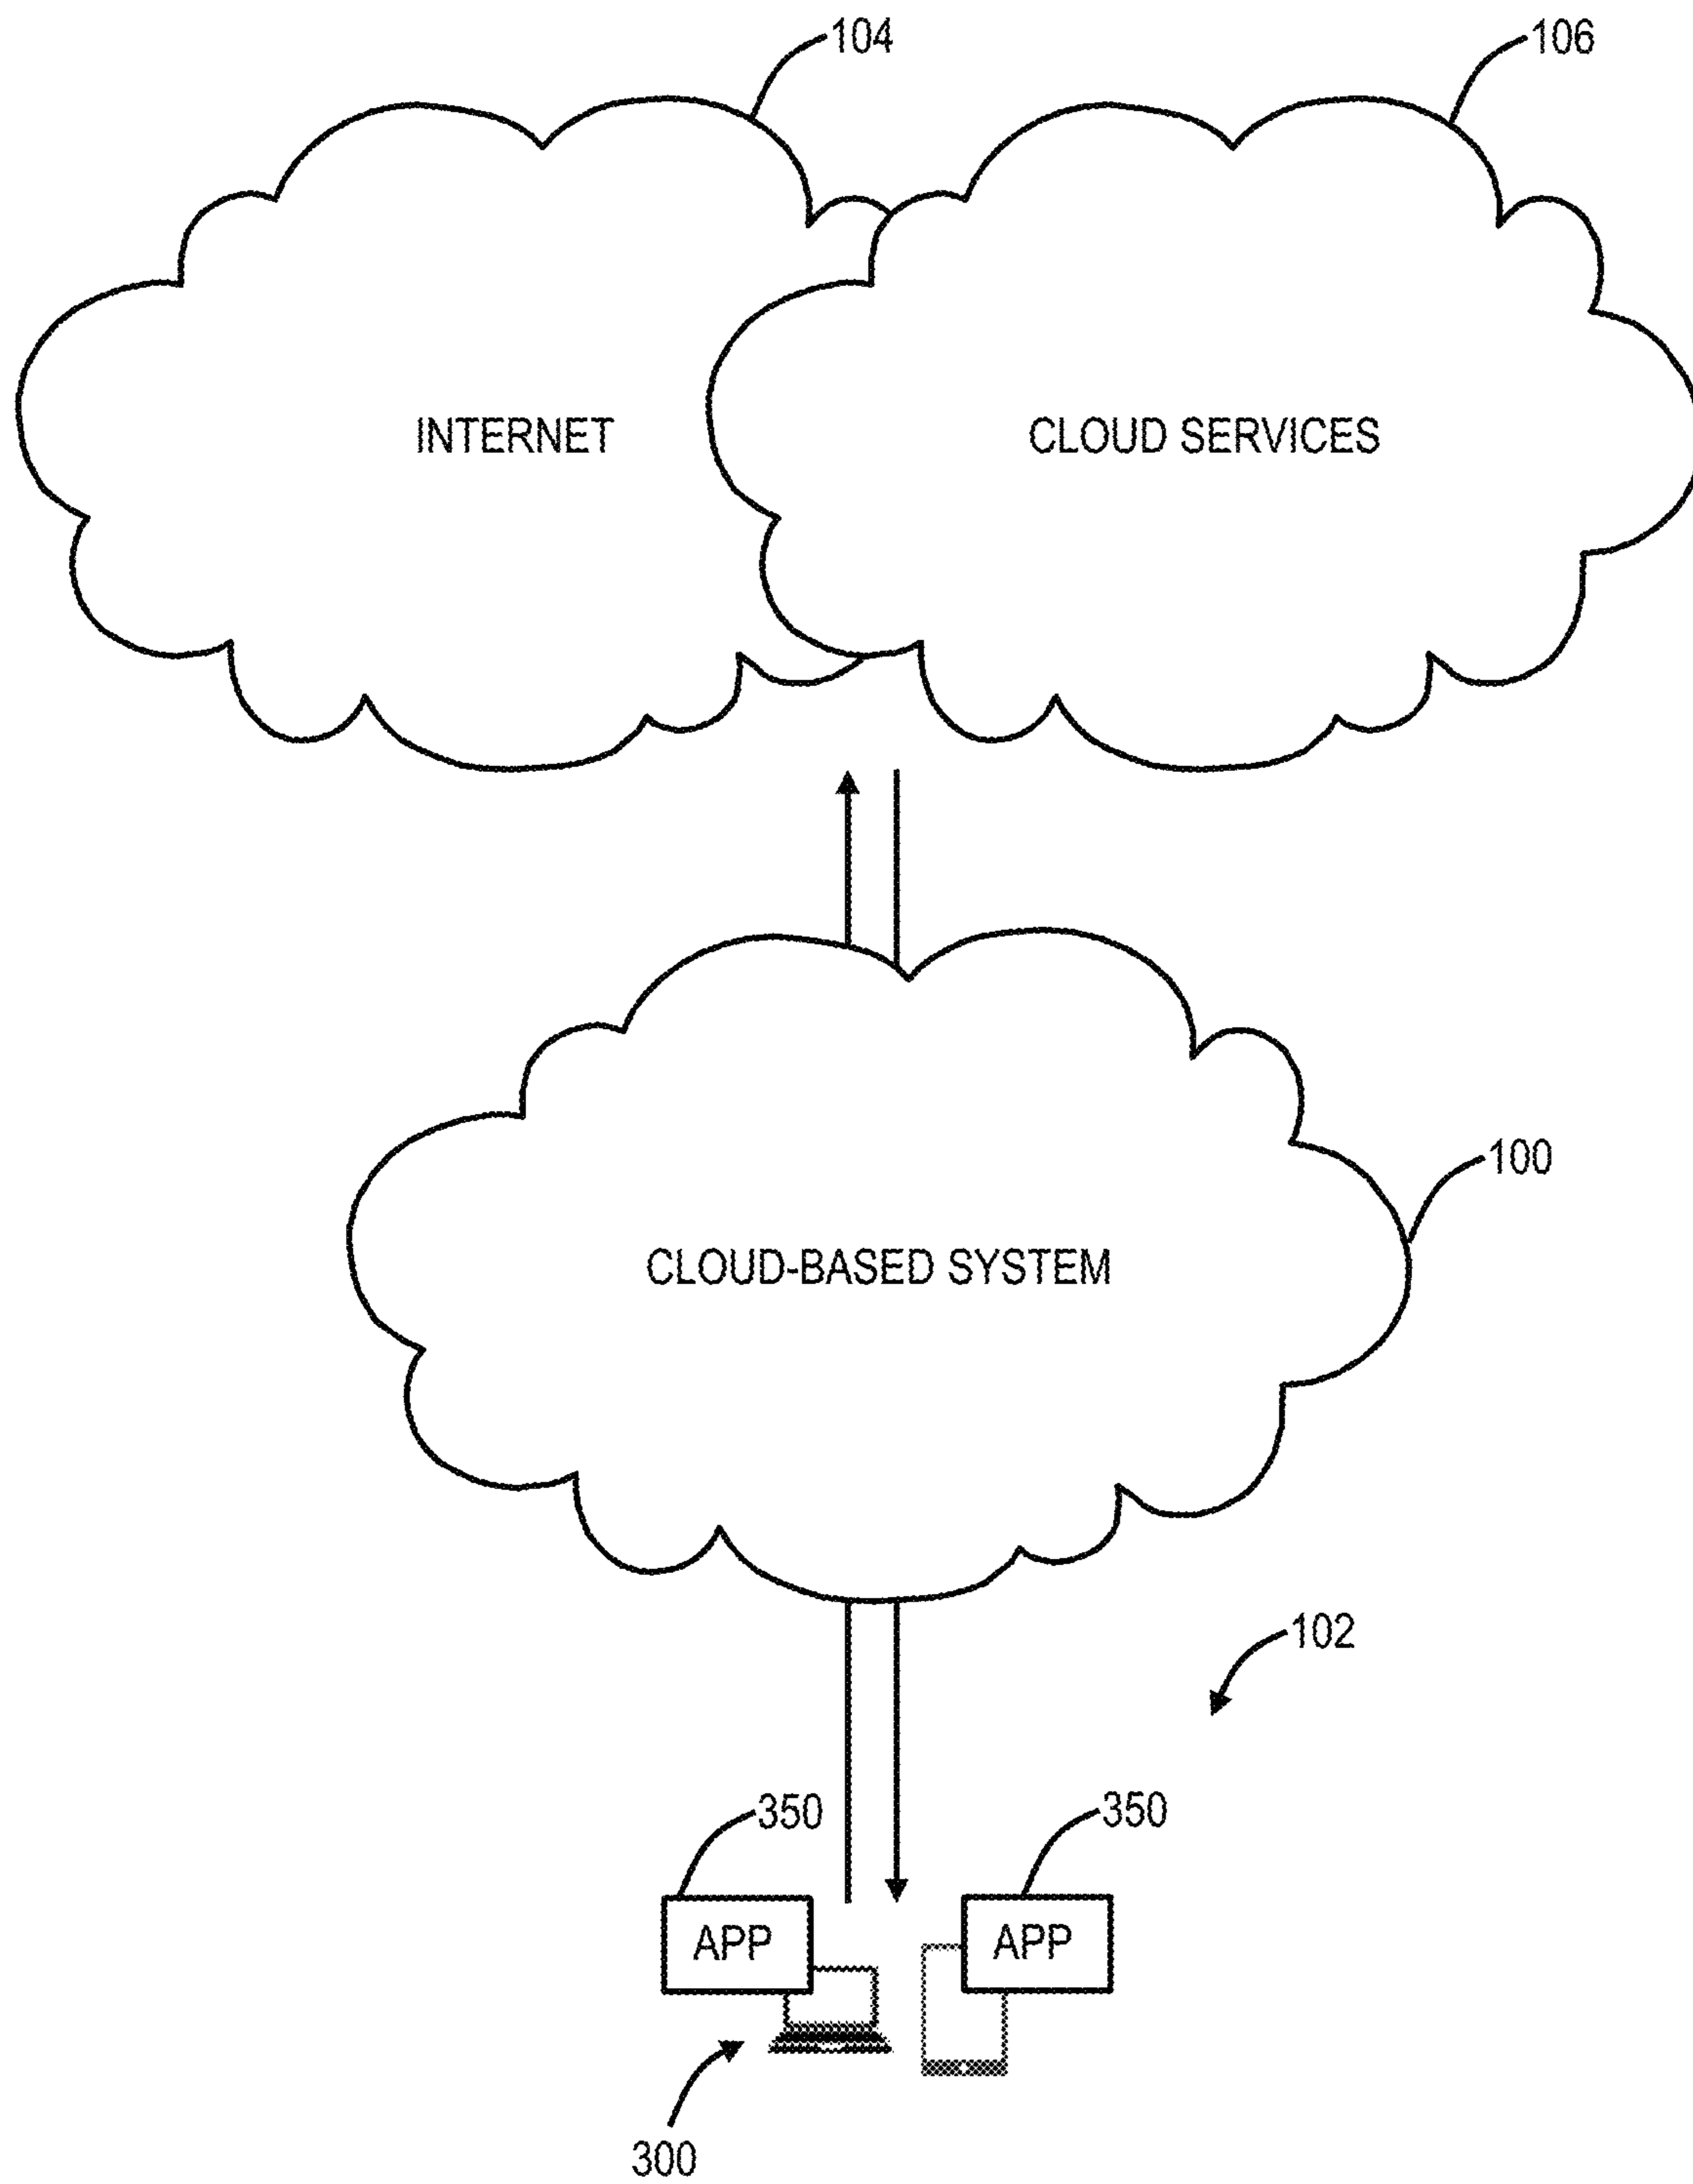 104
106
INTERNET
CLOUD SERVICES
100
CLOUD-BASED SYSTEM
102
350
350
APP
APP
300